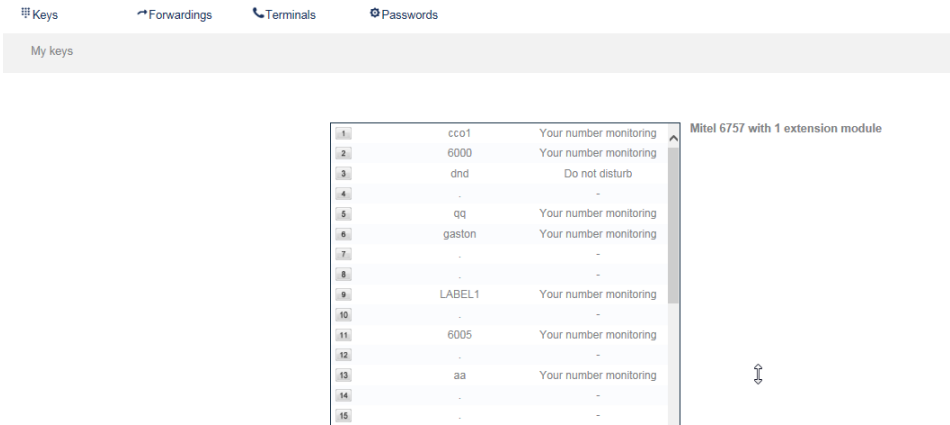 Keys Forwardings Terminals Passwords
My keys
Mitel 6757 with 1 extension module
1 cco1 Your number monitoring
2 6000 Your number monitoring
3 dnd Do not disturb
4 . -
5 qq Your number monitoring
6 gaston Your number monitoring
7 . -
8 . -
9 LABEL1 Your number monitoring
10 . -
11 6005 Your number monitoring
12 . -
13 aa Your number monitoring
14 . -
15 . -